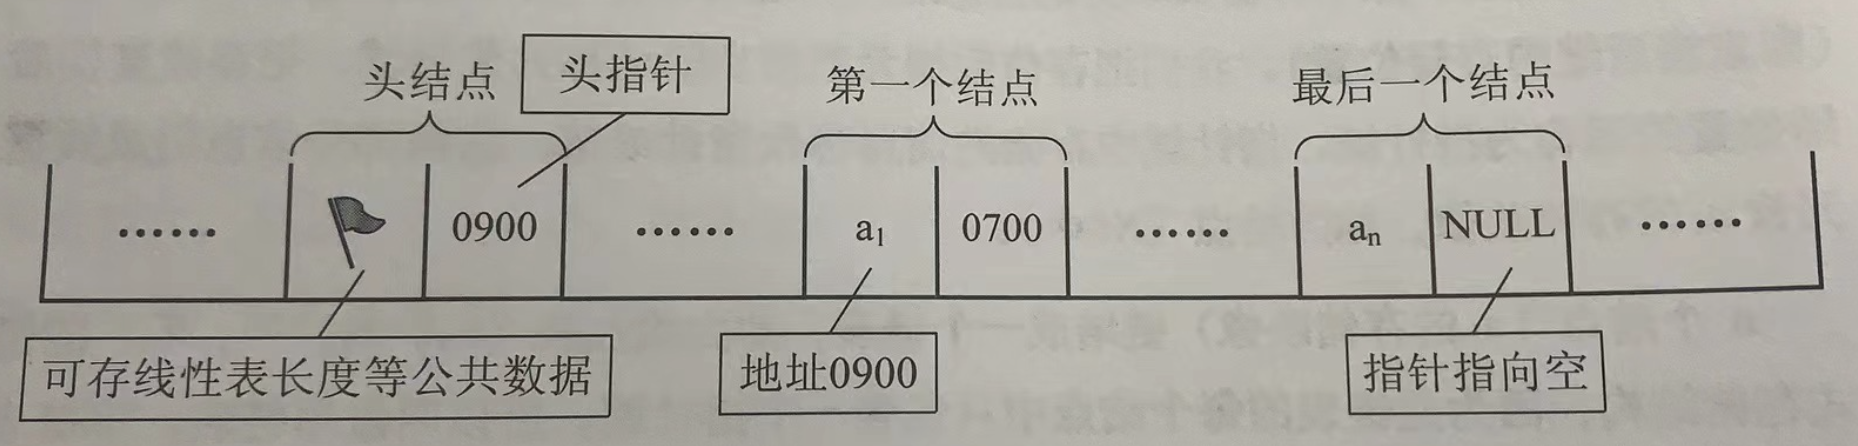 头结点
头指针
第一个结点
最后一个结点
…… 0900 …… a₁ 0700 …… aₙ NULL ……
可存线性表长度等公共数据
地址0900
指针指向空